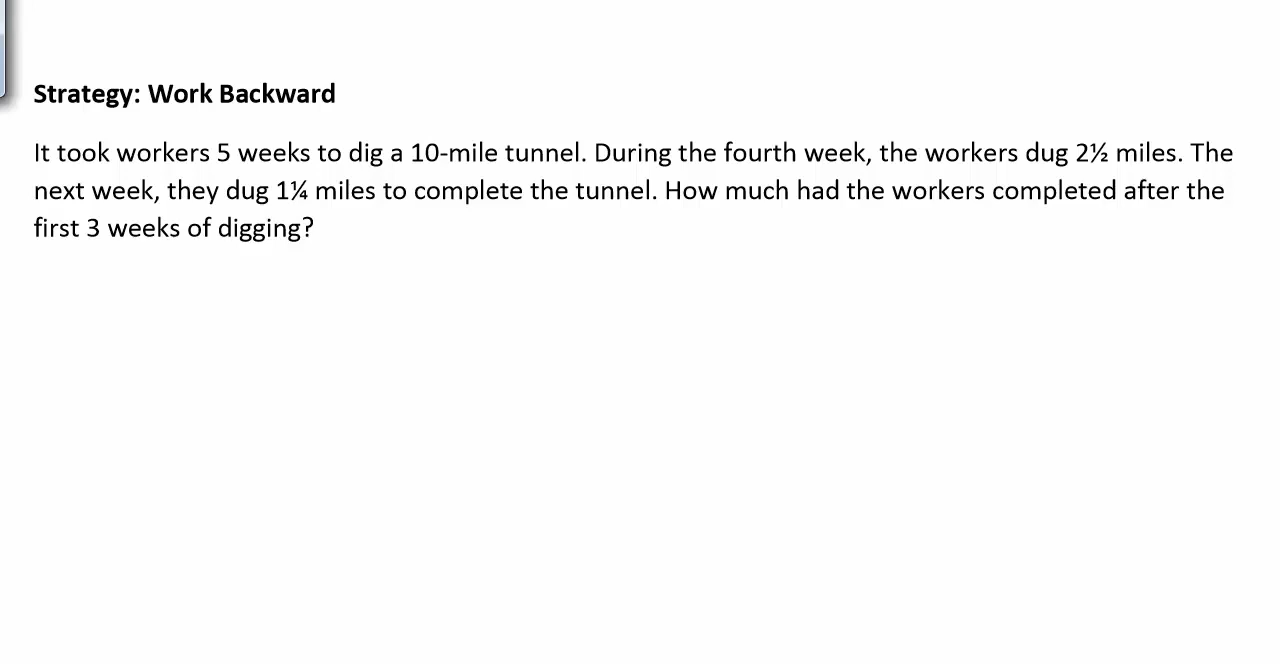 Strategy: Work Backward
It took workers 5 weeks to dig a 10-mile tunnel. During the fourth week, the workers dug 2½ miles. The
next week, they dug 1¼ miles to complete the tunnel. How much had the workers completed after the
first 3 weeks of digging?